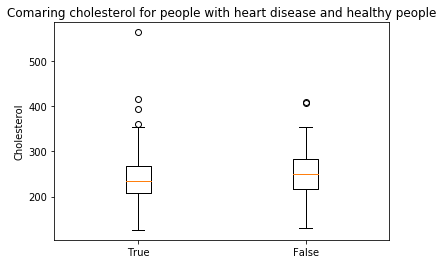 Comaring cholesterol for people with heart disease and healthy people
500
400
300
200
Cholesterol
True False